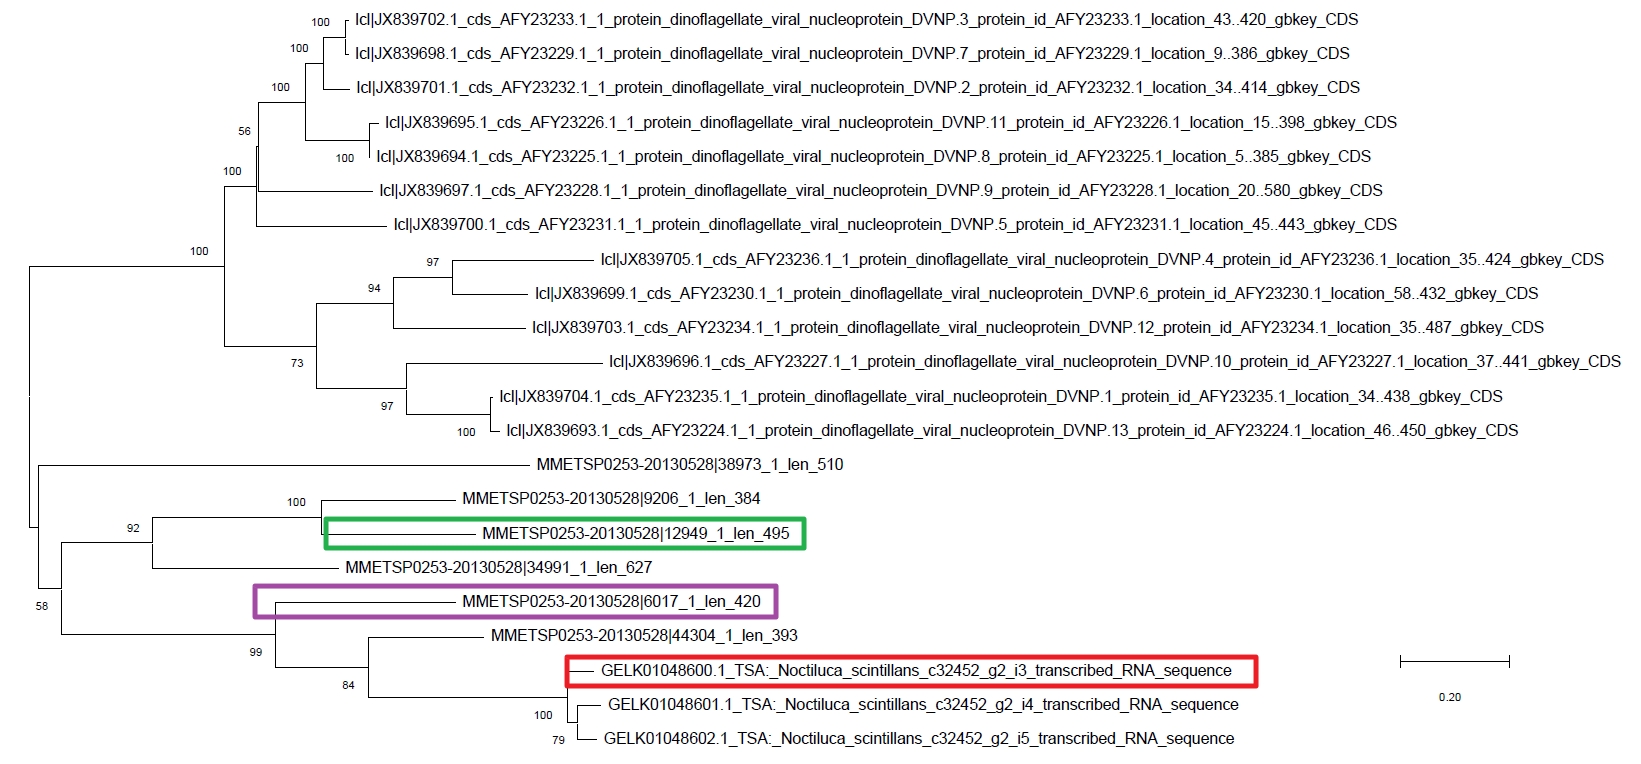 100
lcl|JX839702.1_cds_AFY23233.1_1_protein_dinoflagellate_viral_nucleoprotein_DVNP.3_protein_id_AFY23233.1_location_43..420_gbkey_CDS
100
lcl|JX839698.1_cds_AFY23229.1_1_protein_dinoflagellate_viral_nucleoprotein_DVNP.7_protein_id_AFY23229.1_location_9..386_gbkey_CDS
100
lcl|JX839701.1_cds_AFY23232.1_1_protein_dinoflagellate_viral_nucleoprotein_DVNP.2_protein_id_AFY23232.1_location_34..414_gbkey_CDS
56
lcl|JX839695.1_cds_AFY23226.1_1_protein_dinoflagellate_viral_nucleoprotein_DVNP.11_protein_id_AFY23226.1_location_15..398_gbkey_CDS
100
lcl|JX839694.1_cds_AFY23225.1_1_protein_dinoflagellate_viral_nucleoprotein_DVNP.8_protein_id_AFY23225.1_location_5..385_gbkey_CDS
100
lcl|JX839697.1_cds_AFY23228.1_1_protein_dinoflagellate_viral_nucleoprotein_DVNP.9_protein_id_AFY23228.1_location_20..580_gbkey_CDS
lcl|JX839700.1_cds_AFY23231.1_1_protein_dinoflagellate_viral_nucleoprotein_DVNP.5_protein_id_AFY23231.1_location_45..443_gbkey_CDS
100
97
lcl|JX839705.1_cds_AFY23236.1_1_protein_dinoflagellate_viral_nucleoprotein_DVNP.4_protein_id_AFY23236.1_location_35..424_gbkey_CDS
94
lcl|JX839699.1_cds_AFY23230.1_1_protein_dinoflagellate_viral_nucleoprotein_DVNP.6_protein_id_AFY23230.1_location_58..432_gbkey_CDS
lcl|JX839703.1_cds_AFY23234.1_1_protein_dinoflagellate_viral_nucleoprotein_DVNP.12_protein_id_AFY23234.1_location_35..487_gbkey_CDS
73
lcl|JX839696.1_cds_AFY23227.1_1_protein_dinoflagellate_viral_nucleoprotein_DVNP.10_protein_id_AFY23227.1_location_37..441_gbkey_CDS
97
lcl|JX839704.1_cds_AFY23235.1_1_protein_dinoflagellate_viral_nucleoprotein_DVNP.1_protein_id_AFY23235.1_location_34..438_gbkey_CDS
100
lcl|JX839693.1_cds_AFY23224.1_1_protein_dinoflagellate_viral_nucleoprotein_DVNP.13_protein_id_AFY23224.1_location_46..450_gbkey_CDS
MMETSP0253-20130528|38973_1_len_510
100
MMETSP0253-20130528|9206_1_len_384
92
MMETSP0253-20130528|12949_1_len_495
MMETSP0253-20130528|34991_1_len_627
58
MMETSP0253-20130528|6017_1_len_420
MMETSP0253-20130528|44304_1_len_393
99
GELK01048600.1_TSA:_Noctiluca_scintillans_c32452_g2_i3_transcribed_RNA_sequence
84
GELK01048601.1_TSA:_Noctiluca_scintillans_c32452_g2_i4_transcribed_RNA_sequence
100
79
GELK01048602.1_TSA:_Noctiluca_scintillans_c32452_g2_i5_transcribed_RNA_sequence
0.20